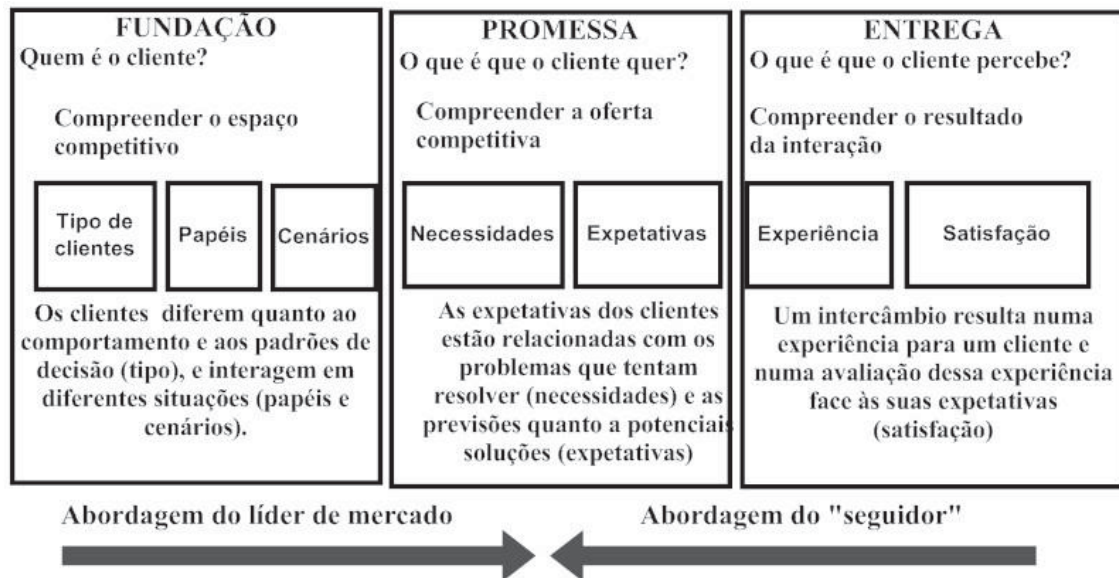 FUNDAÇÃO
Quem é o cliente?
Compreender o espaço
competitivo
Tipo de
clientes
Papéis
Cenários
Os clientes diferem quanto ao
comportamento e aos padrões de
decisão (tipo), e interagem em
diferentes situações (papéis e
cenários).
PROMESSA
O que é que o cliente quer?
Compreender a oferta
competitiva
Necessidades
Expetativas
As expetativas dos clientes
estão relacionadas com os
problemas que tentam
resolver (necessidades) e as
previsões quanto a potenciais
soluções (expetativas)
ENTREGA
O que é que o cliente percebe?
Compreender o resultado
da interação
Experiência
Satisfação
Um intercâmbio resulta numa
experiência para um cliente e
numa avaliação dessa experiência
face às suas expetativas
(satisfação)
Abordagem do líder de mercado
Abordagem do "seguidor"